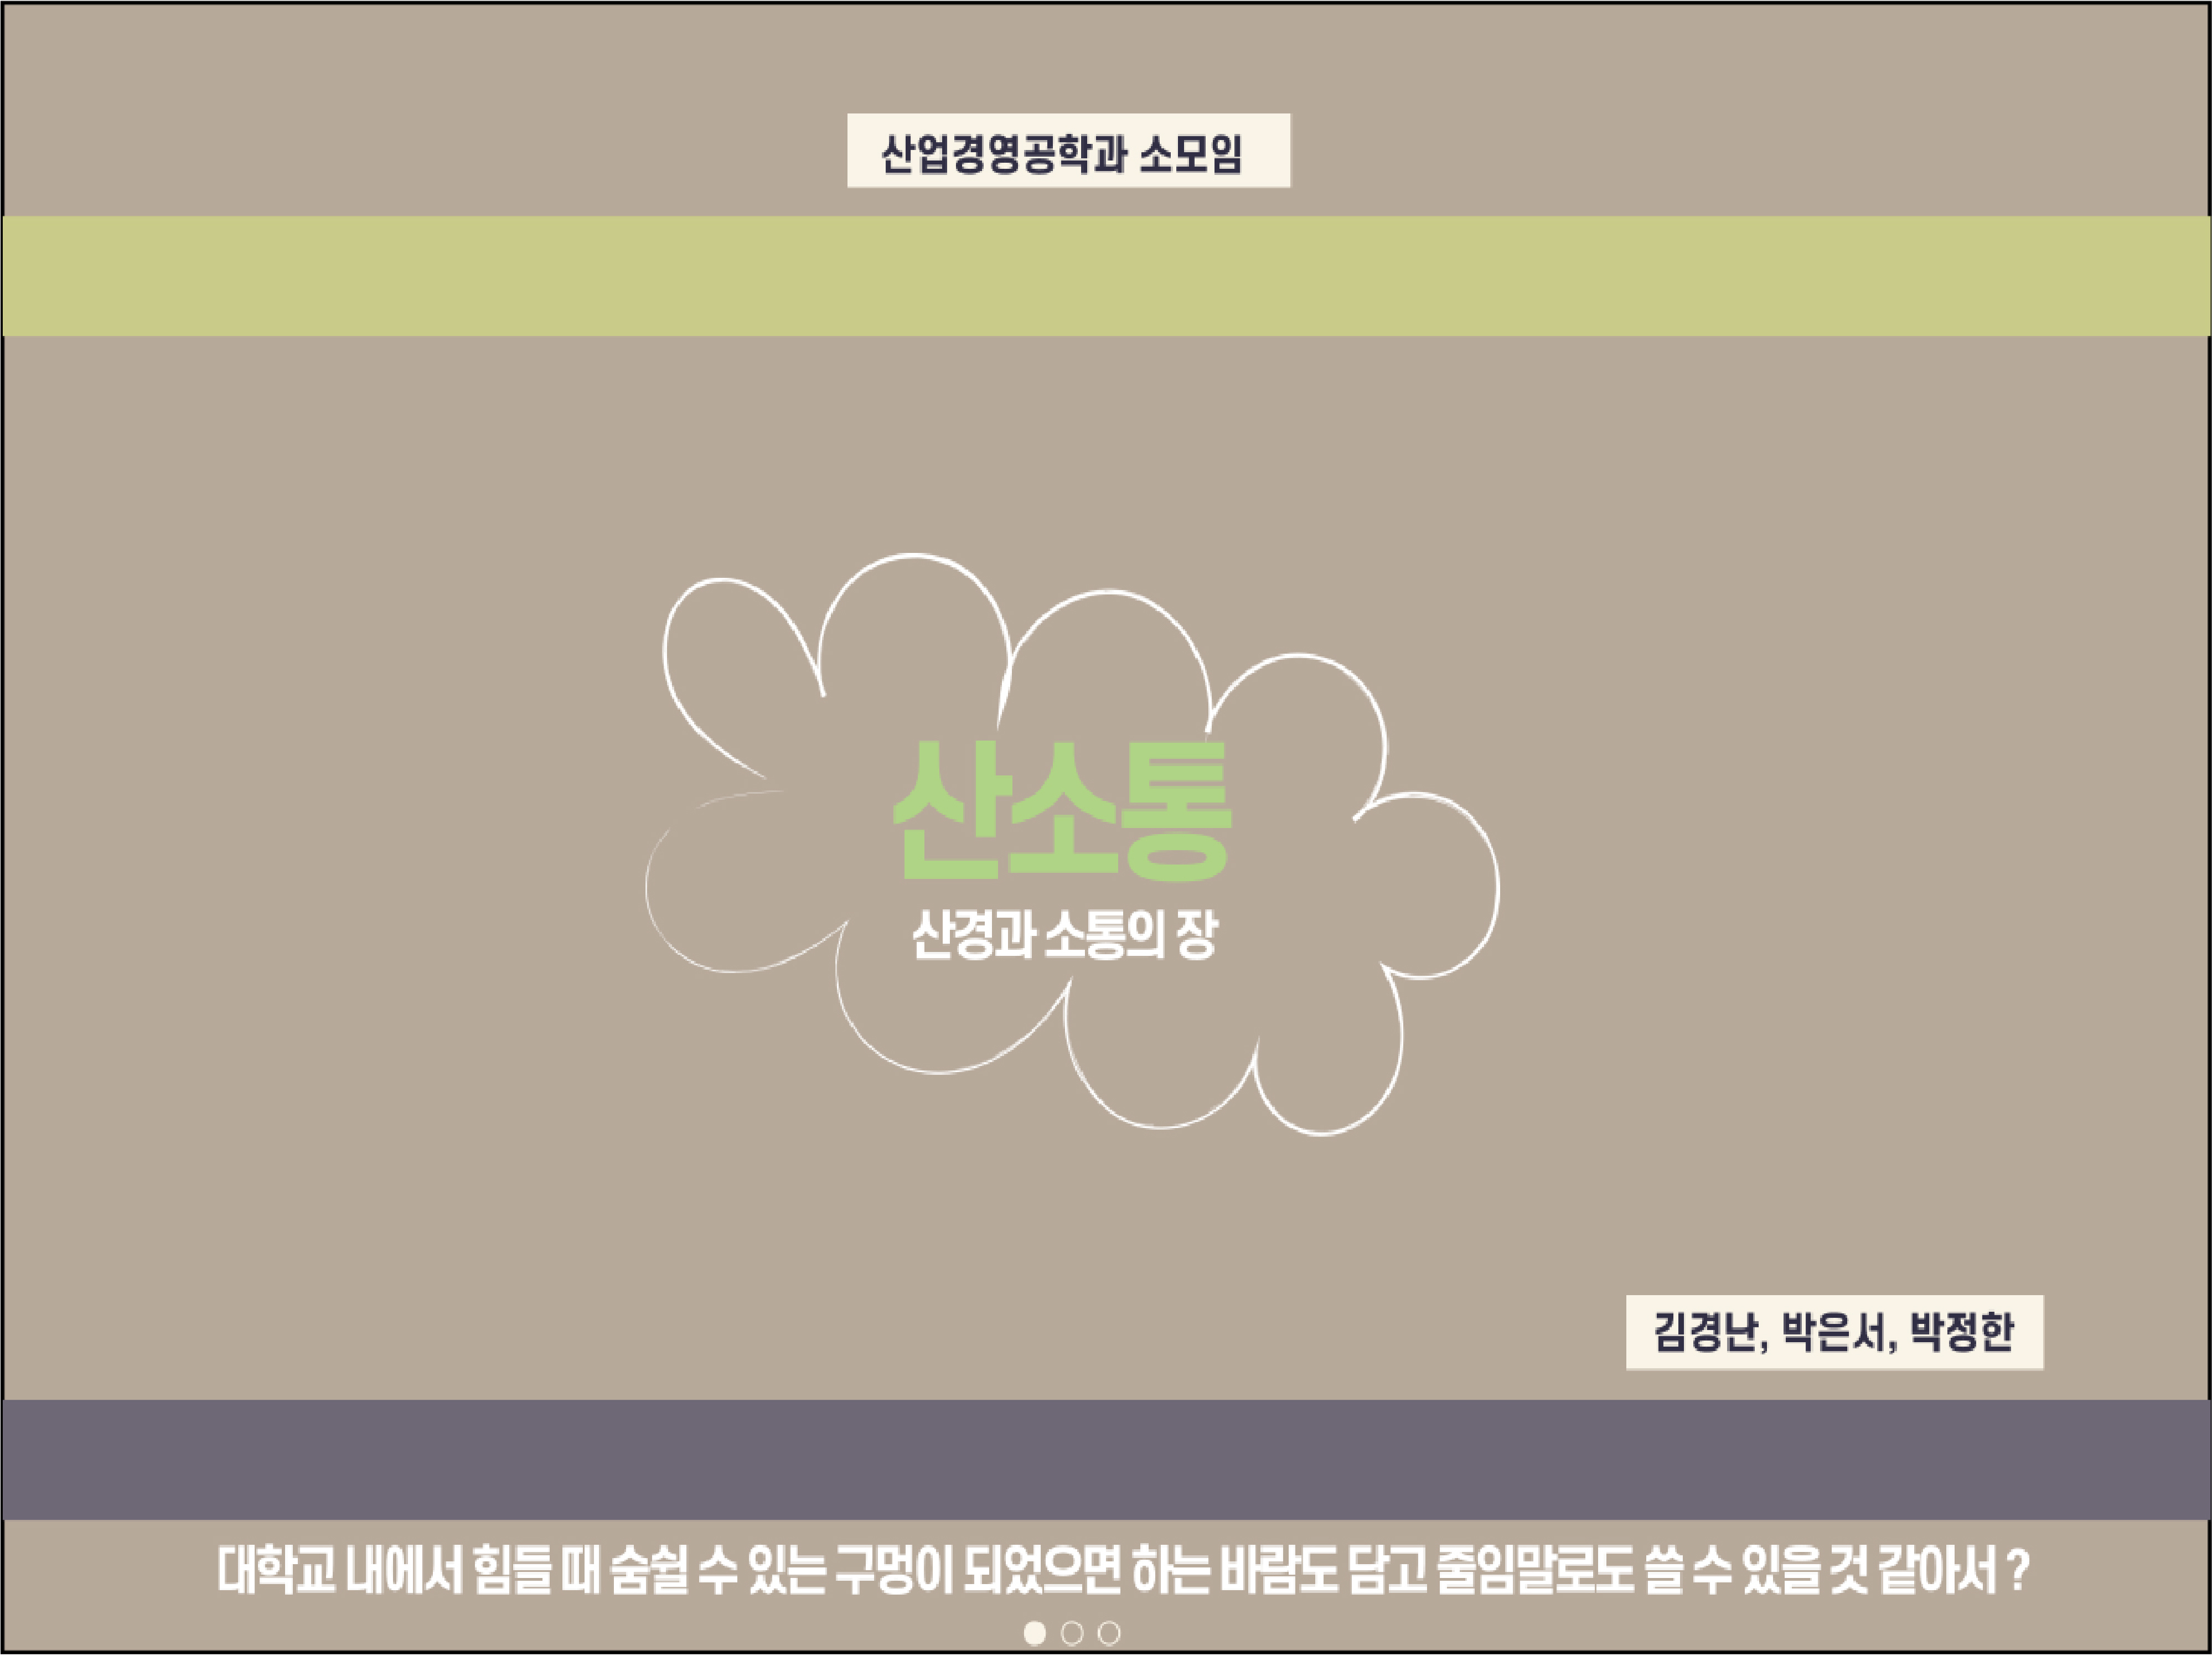 산업경영공학과 소모임
산소통
산경과 소통의 장
김경난, 박은서, 박정한
대학교 내에서 힘들 때 숨쉴 수 있는 구멍이 되었으면 하는 바람도 담고 줄임말로도 쓸 수 있을 것 같아서 ?